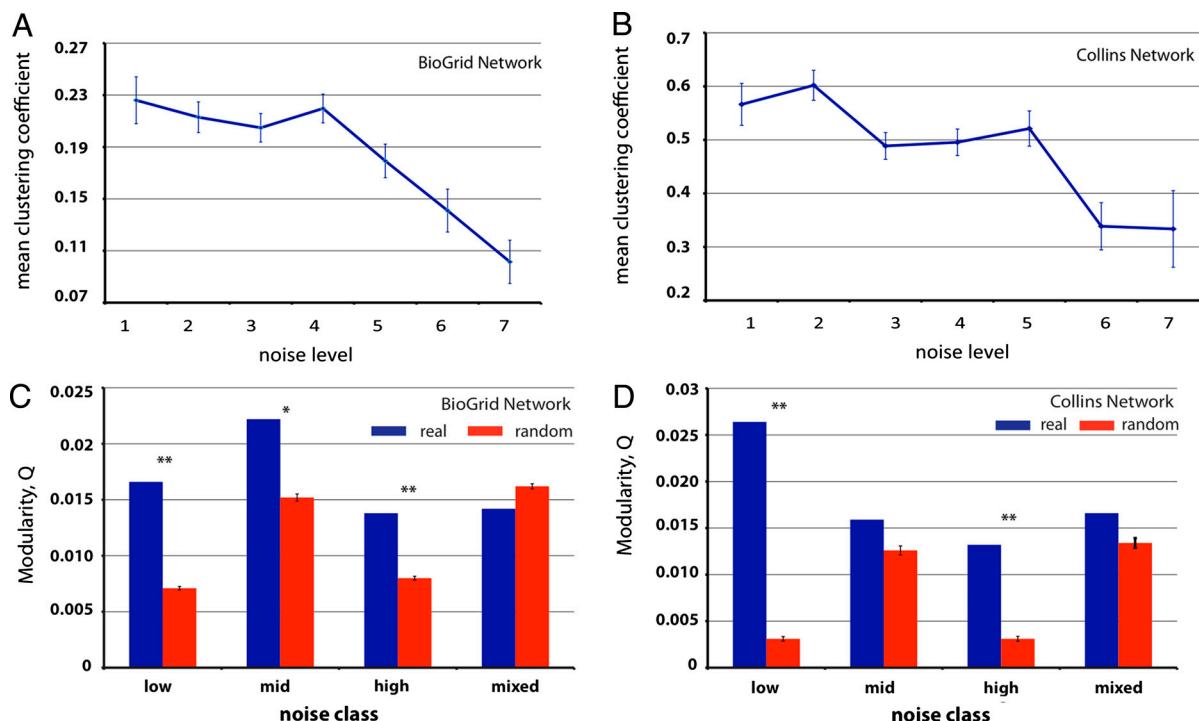 A
BioGrid Network
mean clustering coefficient
0.27
0.23
0.19
0.15
0.11
0.07
1 2 3 4 5 6 7
noise level
B
Collins Network
mean clustering coefficient
0.7
0.6
0.5
0.4
0.3
0.2
1 2 3 4 5 6 7
noise level
C
BioGrid Network
real random
Modularity, Q
0.025
0.02
0.015
0.01
0.005
0
**
*
**
low mid high mixed
noise class
D
Collins Network
real random
Modularity, Q
0.03
0.025
0.020
0.015
0.010
0.005
0
**
**
low mid high mixed
noise class